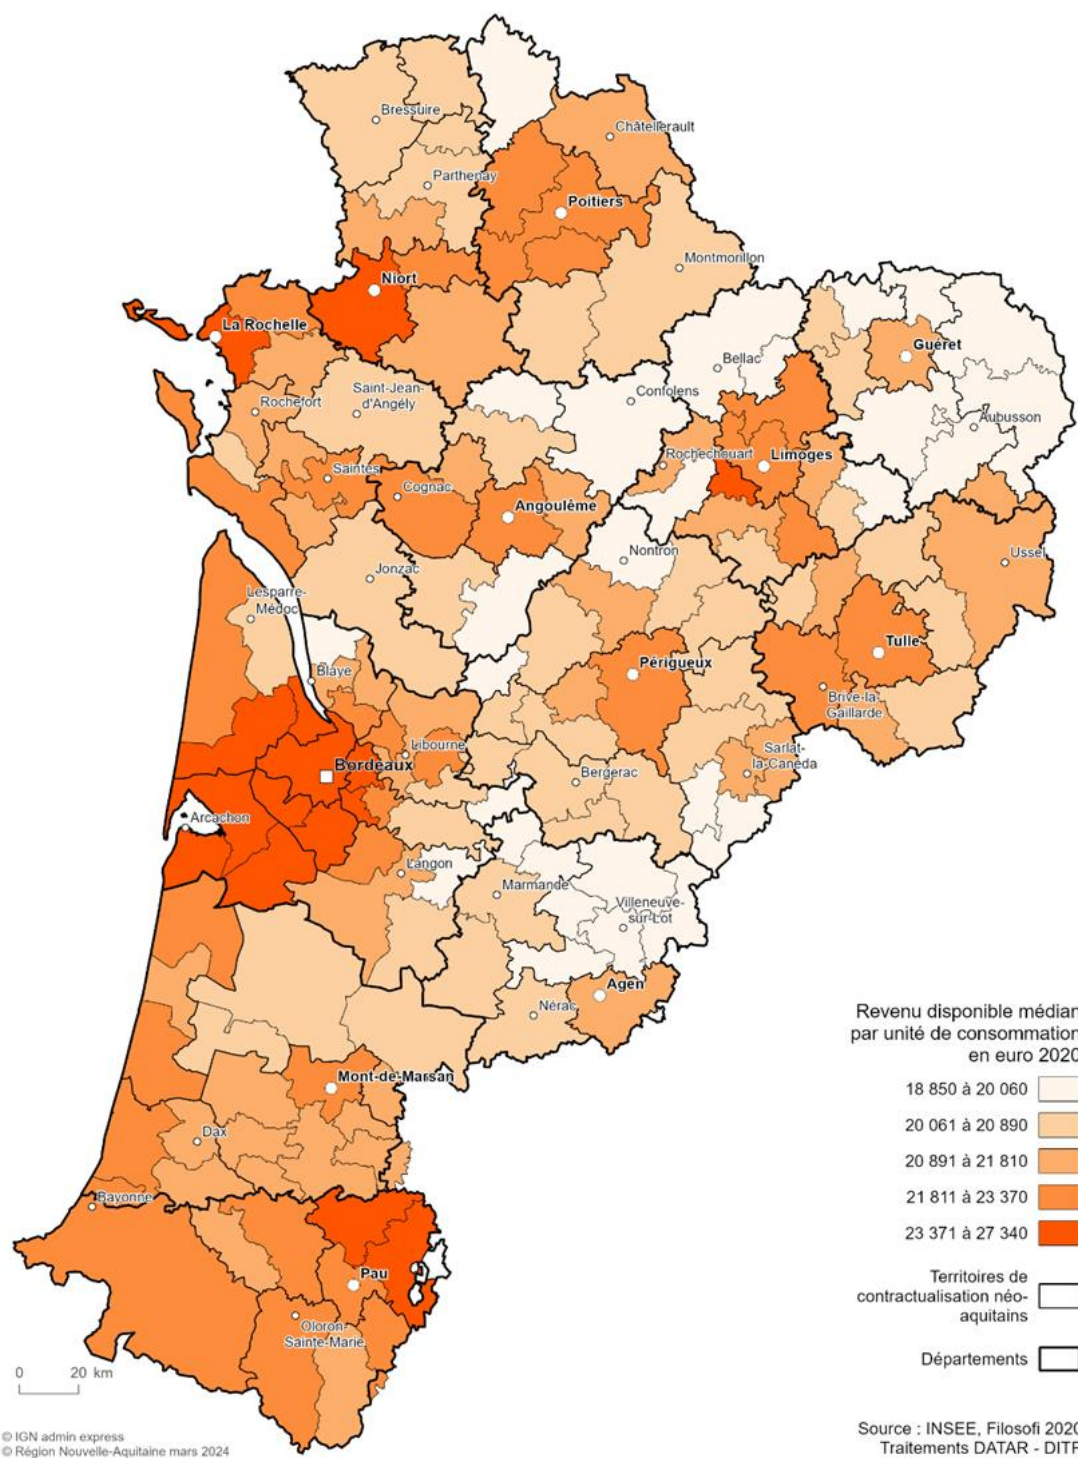 Bressuire
Châtellerault
Parthenay
Poitiers
Montmorillon
Niort
La Rochelle
Guéret
Bellac
Confolens
Saint-Jean-
d'Angély
Rochefort
Aubusson
Rochechouart
Limoges
Saintes
Cognac
Angoulême
Nontron
Ussel
Jonzac
Lesparre-
Médoc
Tulle
Périgueux
Blaye
Brive-la-
Gaillarde
Libourne
Sarlat-
la-Canéda
Bordeaux
Bergerac
Arcachon
Langon
Marmande
Villeneuve-
sur-Lot
Agen
Nérac
Mont-de-Marsan
Dax
Bayonne
Pau
Oloron-
Sainte-Marie
Revenu disponible médian
par unité de consommation
en euro 2020
18 850 à 20 060
20 061 à 20 890
20 891 à 21 810
21 811 à 23 370
23 371 à 27 340
Territoires de
contractualisation néo-
aquitains
Départements
0 20 km
© IGN admin express
© Région Nouvelle-Aquitaine mars 2024
Source : INSEE, Filosofi 2020
Traitements DATAR - DITP